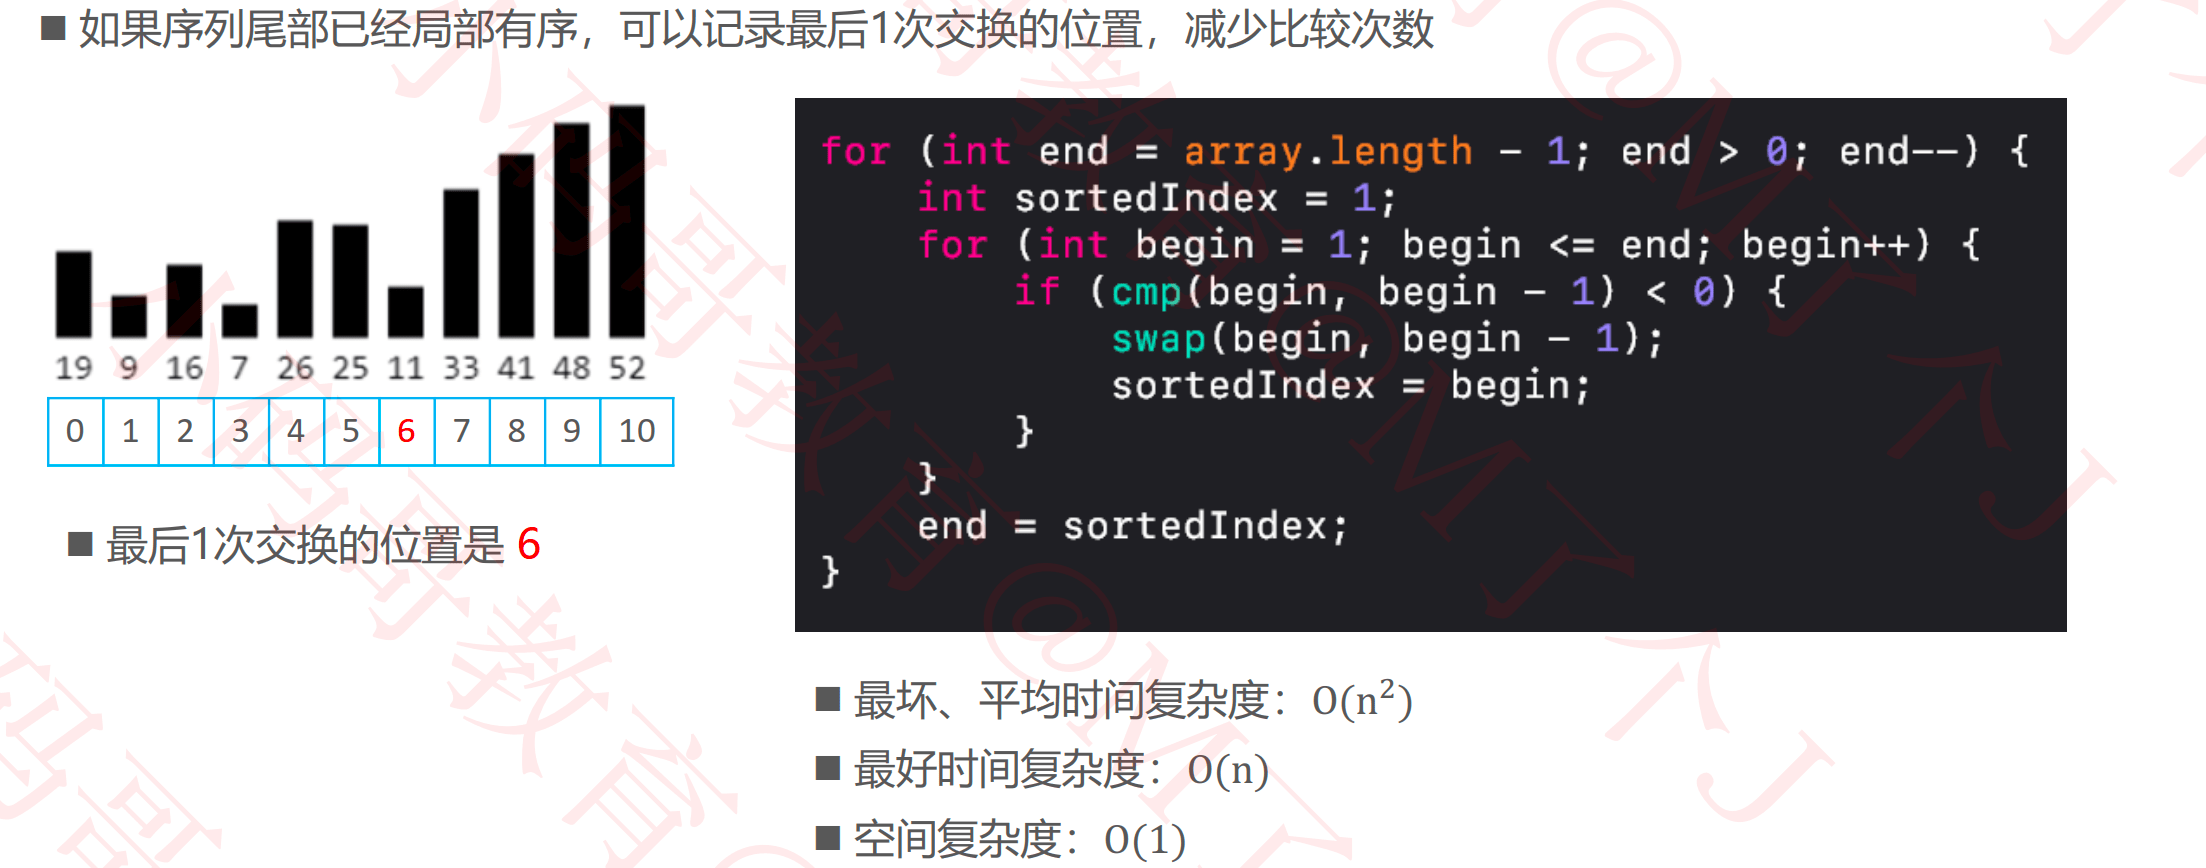 ■ 如果序列尾部已经局部有序，可以记录最后1次交换的位置，减少比较次数
19 9 16 7 26 25 11 33 41 48 52
0 1 2 3 4 5 6 7 8 9 10
■ 最后1次交换的位置是 6
for (int end = array.length - 1; end > 0; end--) {
    int sortedIndex = 1;
    for (int begin = 1; begin <= end; begin++) {
        if (cmp(begin, begin - 1) < 0) {
            swap(begin, begin - 1);
            sortedIndex = begin;
        }
    }
    end = sortedIndex;
}
■ 最坏、平均时间复杂度：O(n²)
■ 最好时间复杂度：O(n)
■ 空间复杂度：O(1)
小码哥教育@M了个J